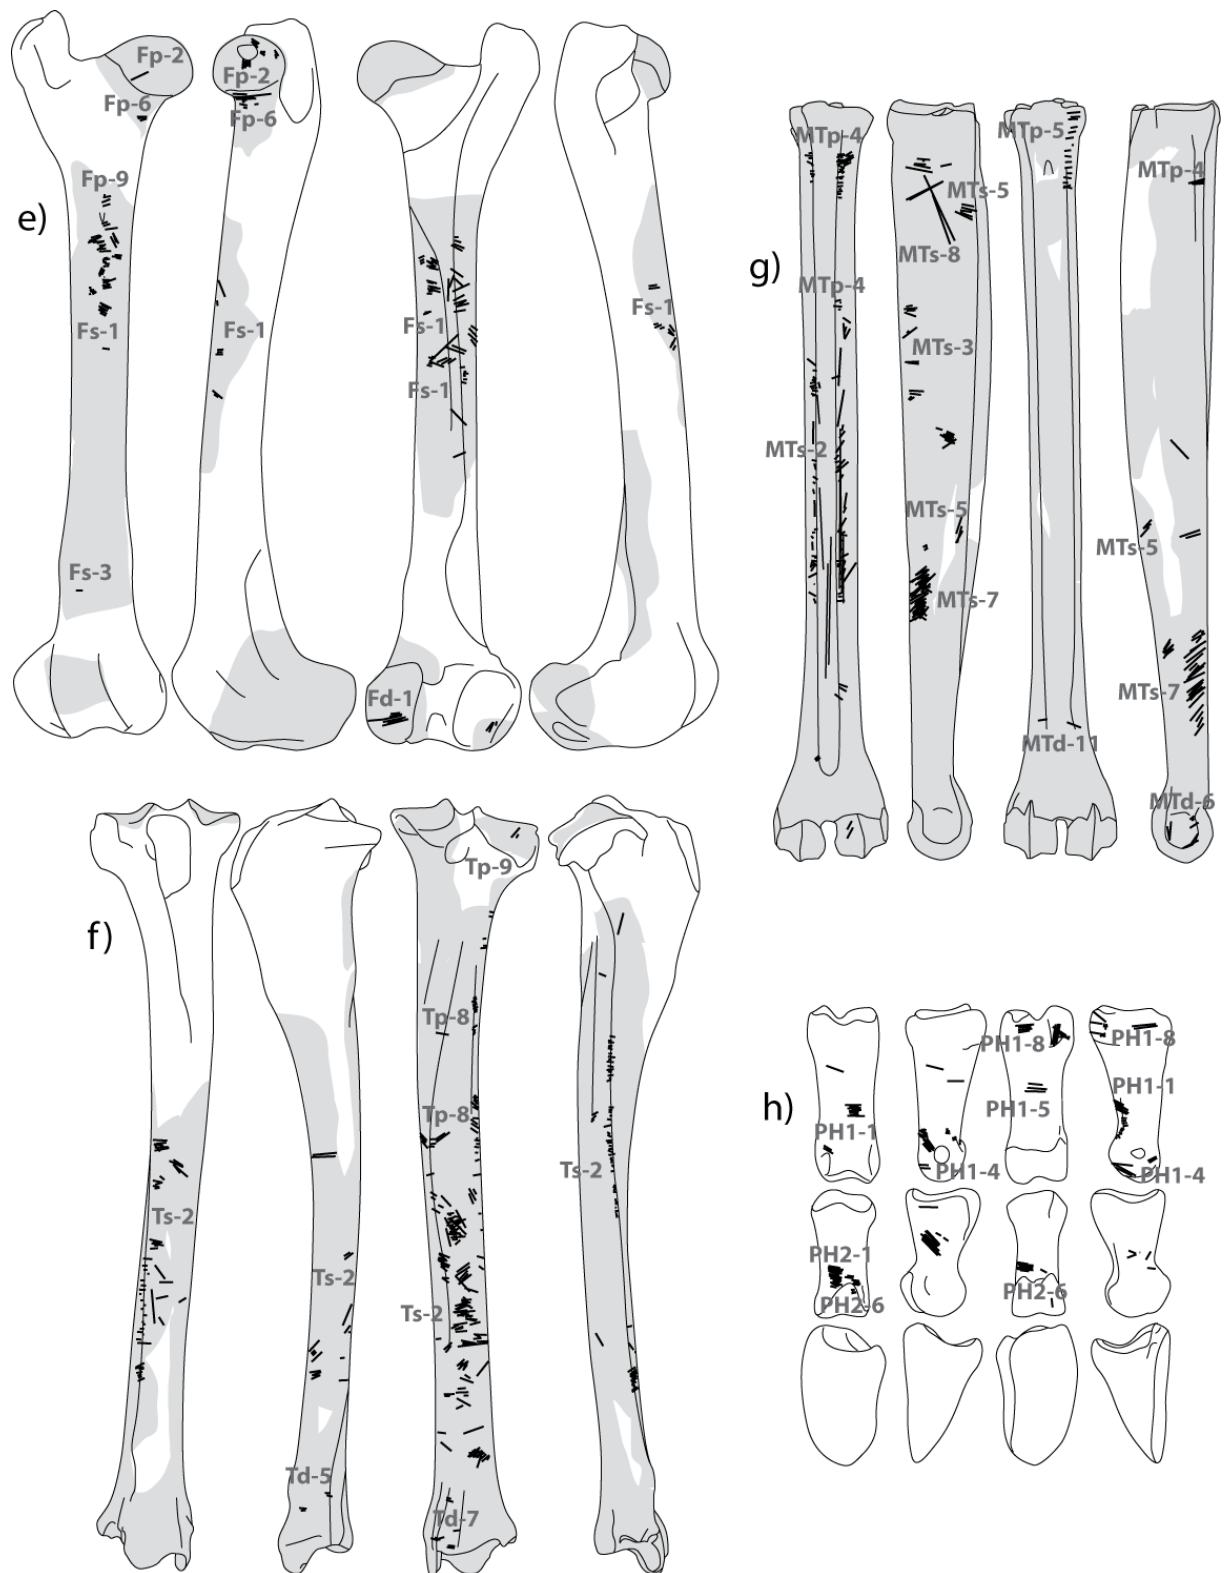 e)
Fp-2
Fp-6
Fp-9
Fs-1
Fs-3
Fp-2
Fp-6
Fs-1
Fs-1
Fs-1
Fd-1
Fs-1
f)
Ts-2
Ts-2
Td-5
Tp-9
Tp-8
Tp-8
Ts-2
Td-7
Ts-2
g)
MTp-4
MTp-4
MTs-2
MTs-5
MTs-8
MTs-3
MTs-5
MTs-7
MTp-5
MTd-11
MTp-4
MTs-5
MTs-7
MTd-6
h)
PH1-1
PH1-4
PH1-8
PH1-5
PH1-8
PH1-1
PH1-4
PH2-1
PH2-6
PH2-6